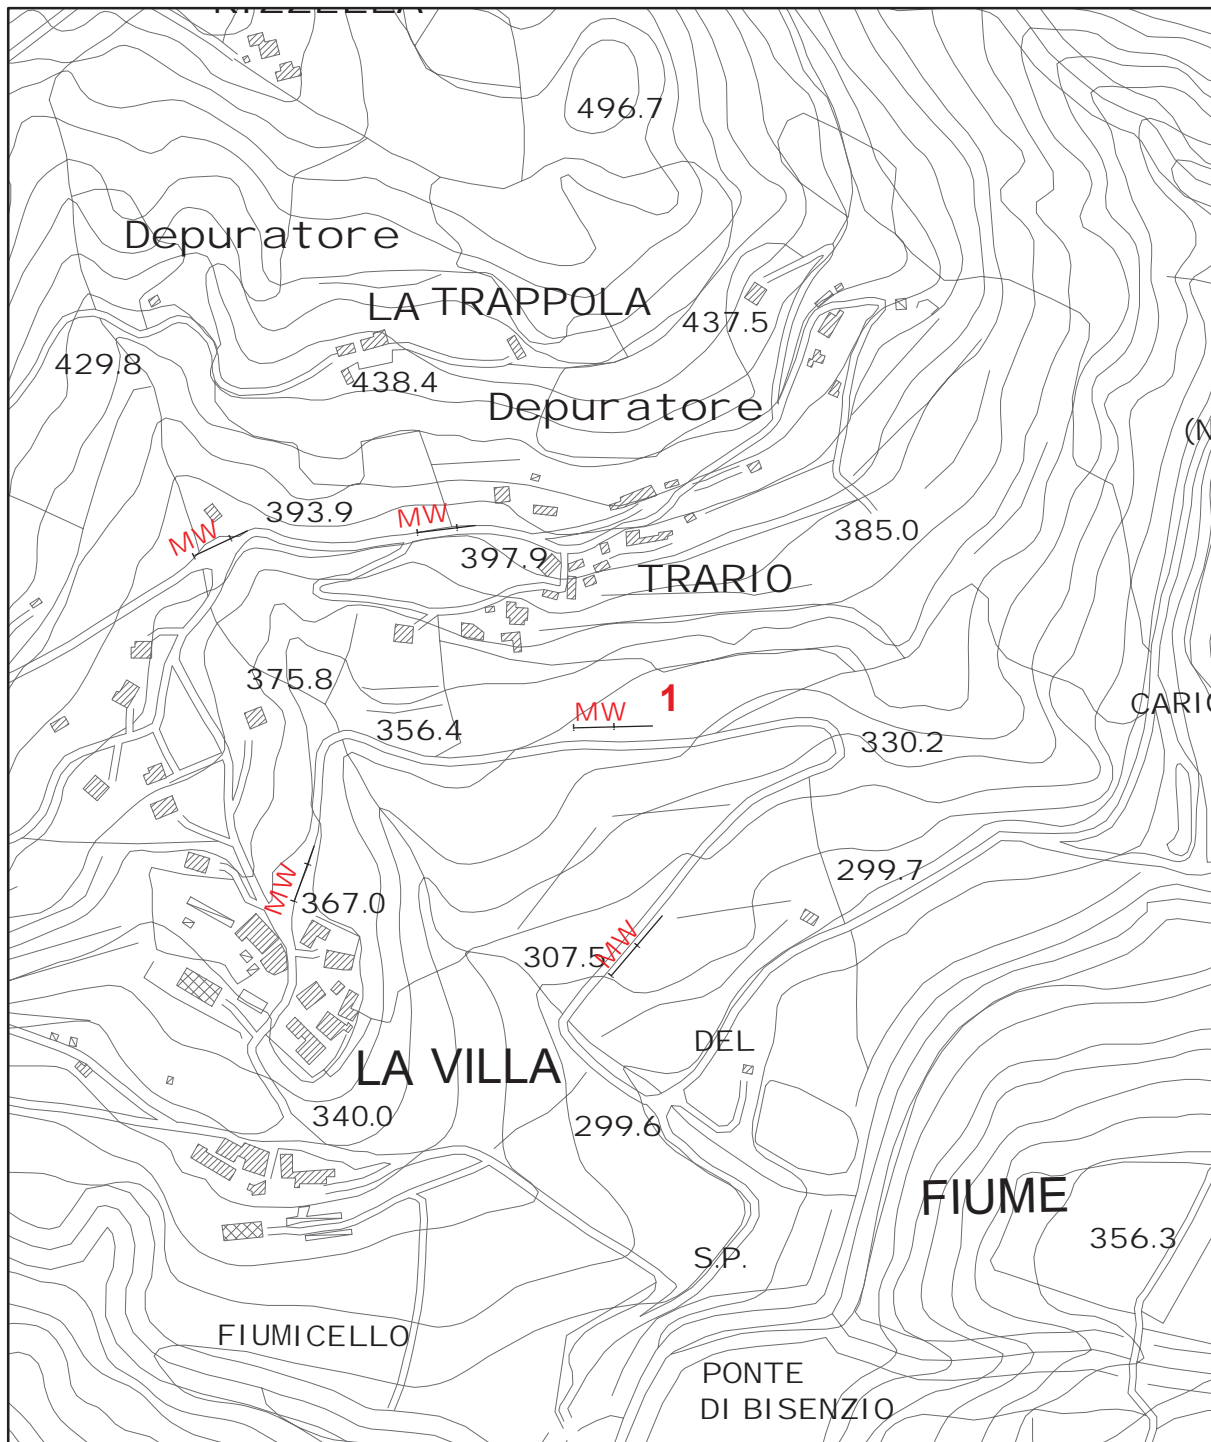 496.7
Depuratore
LA TRAPPOLA
437.5
429.8
438.4
Depuratore
393.9
MW
MW
385.0
397.9
TRARIO
375.8
1
MW
356.4
330.2
299.7
MW
367.0
307.5
MW
DEL
LA VILLA
340.0
299.6
FIUME
356.3
S.P.
FIUMICELLO
PONTE
DI BISENZIO